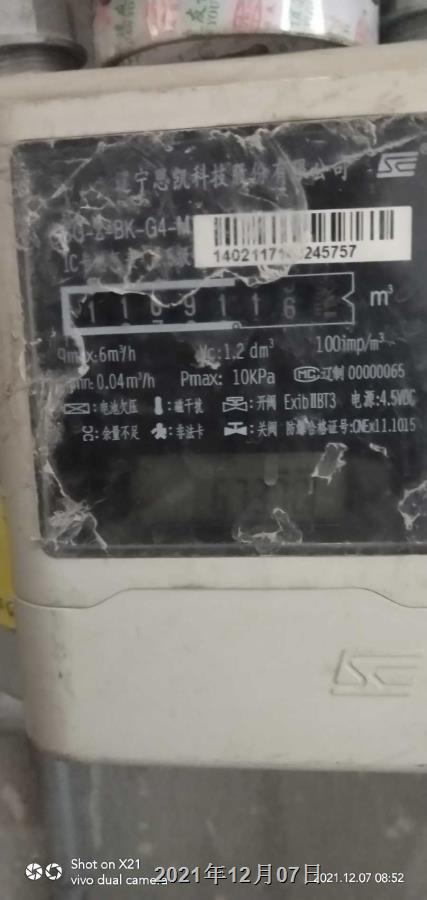 辽宁思凯科技股份有限公司
-BK-G4-M
245757
m³
qmax:6m³/h Vc:1.2 dm³ 100imp/m³
0.04m³/h Pmax: 10KPa MC 辽制 00000065
:电池欠压 :磁干扰 :开阀 ExibⅡBT3 电源:4.5VDC
:余量不足 :非法卡 :关阀 防爆合格证号:CNEx11.1015
Shot on X21
vivo dual camera
2021年12月07日
2021.12.07 08:52